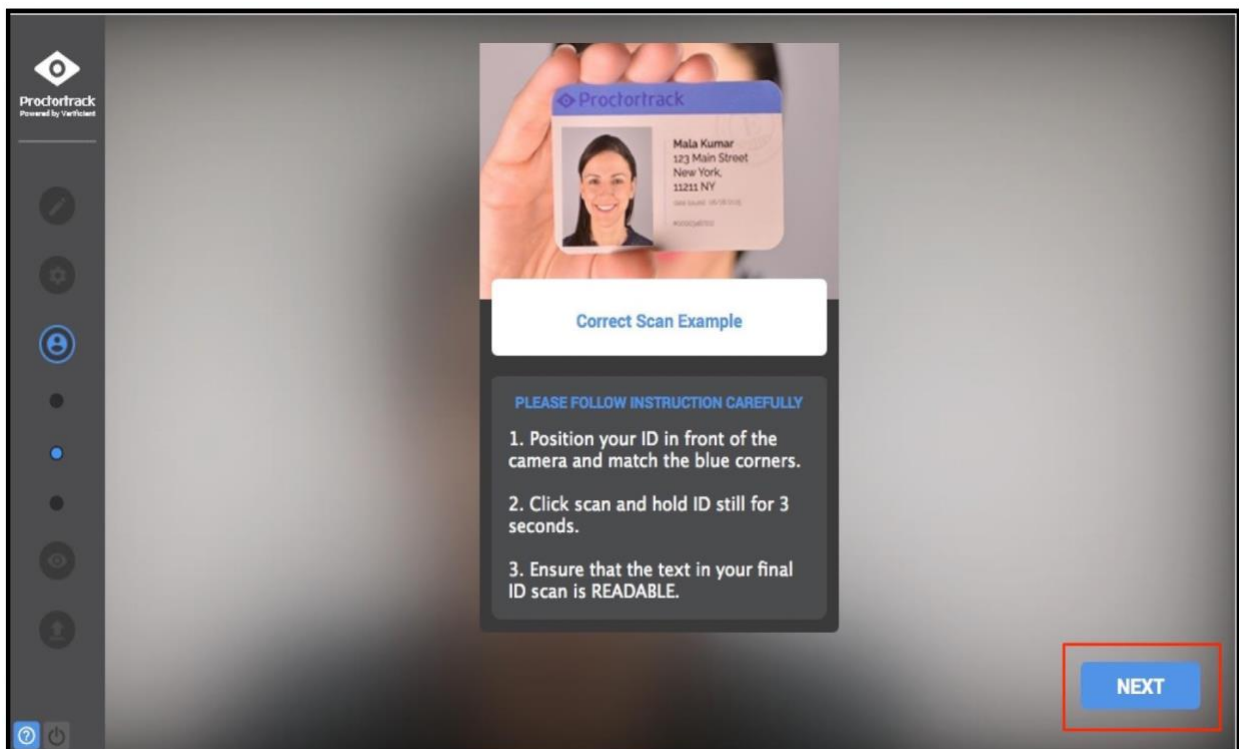 Proctortrack
Powered by Verificient
Proctortrack
Mala Kumar
123 Main Street
New York,
11211 NY
Correct Scan Example
PLEASE FOLLOW INSTRUCTION CAREFULLY
1. Position your ID in front of the
camera and match the blue corners.
2. Click scan and hold ID still for 3
seconds.
3. Ensure that the text in your final
ID scan is READABLE.
NEXT
?